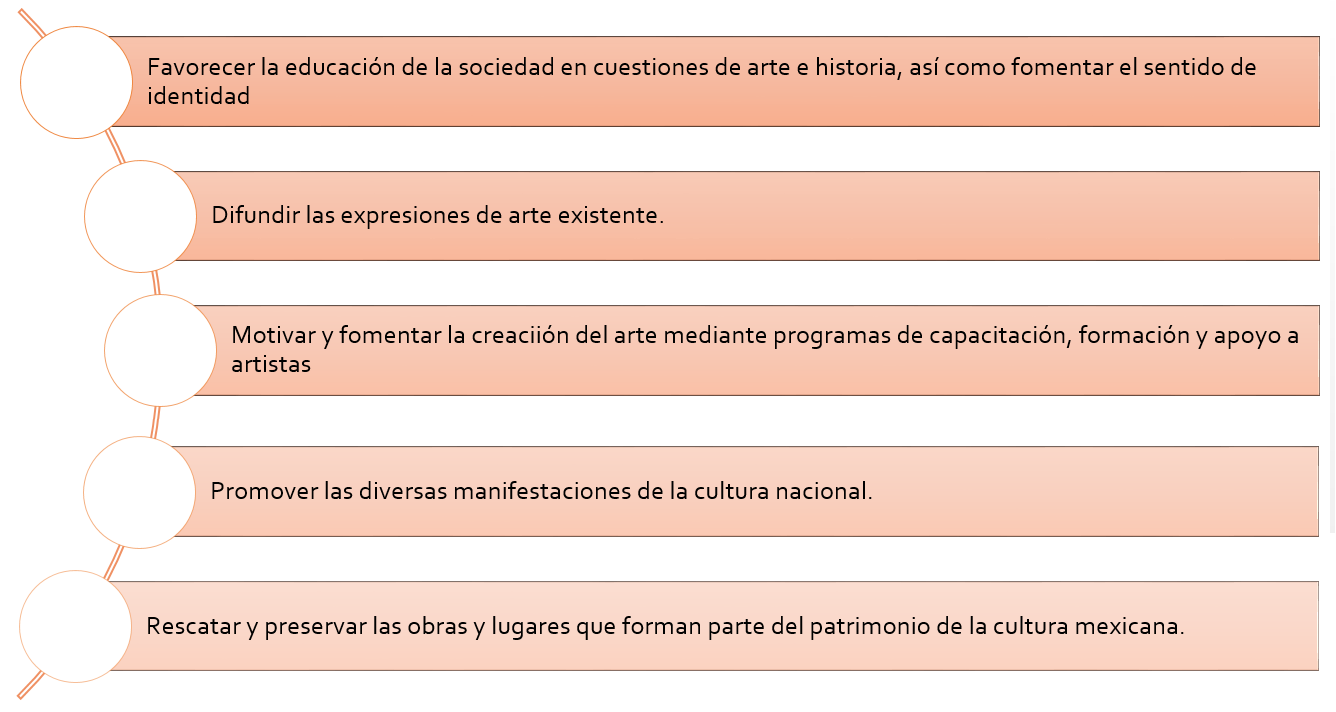 Favorecer la educación de la sociedad en cuestiones de arte e historia, así como fomentar el sentido de
identidad
Difundir las expresiones de arte existente.
Motivar y fomentar la creaciión del arte mediante programas de capacitación, formación y apoyo a
artistas
Promover las diversas manifestaciones de la cultura nacional.
Rescatar y preservar las obras y lugares que forman parte del patrimonio de la cultura mexicana.